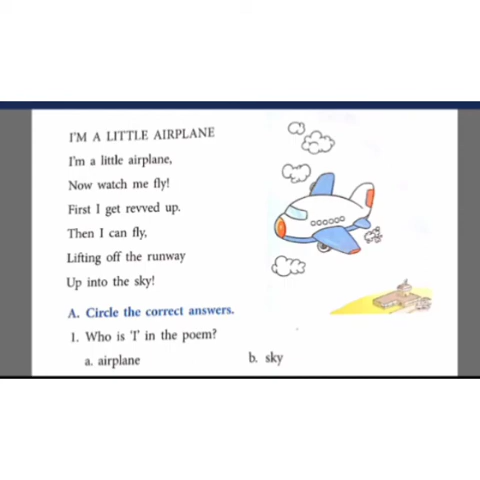 I'M A LITTLE AIRPLANE
I'm a little airplane,
Now watch me fly!
First I get revved up.
Then I can fly,
Lifting off the runway
Up into the sky!
A. Circle the correct answers.
1. Who is 'I' in the poem?
a. airplane b. sky